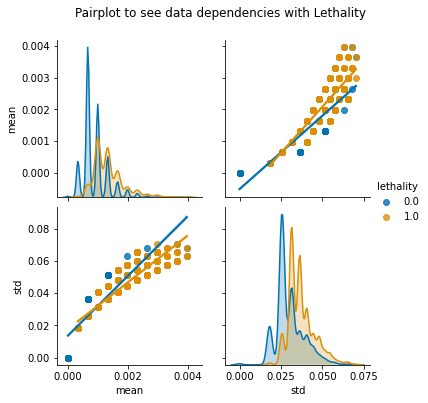 Pairplot to see data dependencies with Lethality
0.004
0.003
0.002
0.001
0.000
mean
lethality
0.0
1.0
0.08
0.06
0.04
0.02
0.00
std
0.000 0.002 0.004
mean
0.000 0.025 0.050 0.075
std